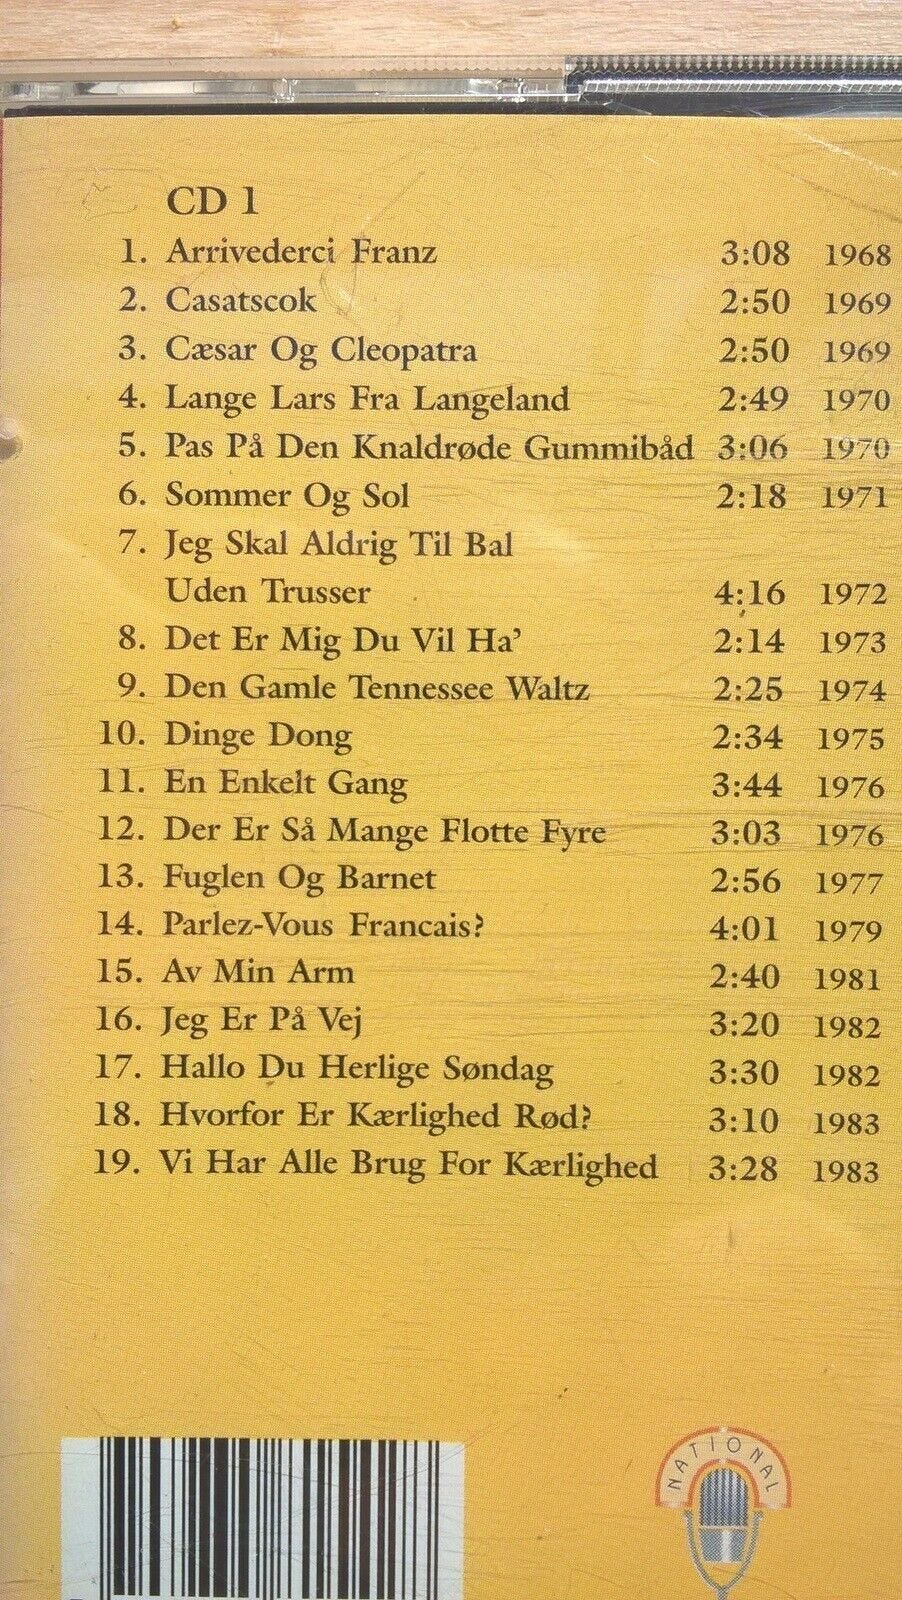 CD 1
1. Arrivederci Franz 3:08 1968
2. Casatscok 2:50 1969
3. Cæsar Og Cleopatra 2:50 1969
4. Lange Lars Fra Langeland 2:49 1970
5. Pas På Den Knaldrøde Gummibåd 3:06 1970
6. Sommer Og Sol 2:18 1971
7. Jeg Skal Aldrig Til Bal
Uden Trusser 4:16 1972
8. Det Er Mig Du Vil Ha’ 2:14 1973
9. Den Gamle Tennessee Waltz 2:25 1974
10. Dinge Dong 2:34 1975
11. En Enkelt Gang 3:44 1976
12. Der Er Så Mange Flotte Fyre 3:03 1976
13. Fuglen Og Barnet 2:56 1977
14. Parlez-Vous Francais? 4:01 1979
15. Av Min Arm 2:40 1981
16. Jeg Er På Vej 3:20 1982
17. Hallo Du Herlige Søndag 3:30 1982
18. Hvorfor Er Kærlighed Rød? 3:10 1983
19. Vi Har Alle Brug For Kærlighed 3:28 1983
NATIONAL